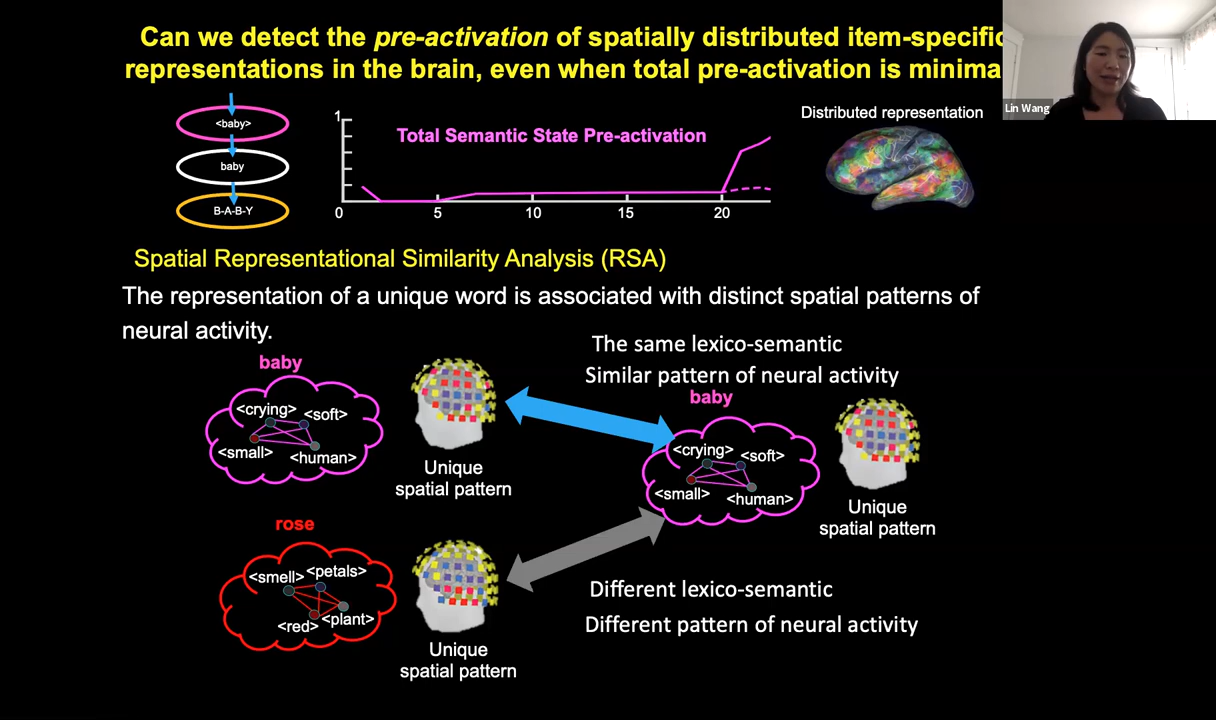 Can we detect the pre-activation of spatially distributed item-specific
representations in the brain, even when total pre-activation is minima
Lin Wang
<baby>
baby
B-A-B-Y
1
Total Semantic State Pre-activation
0
5
10
15
20
Distributed representation
Spatial Representational Similarity Analysis (RSA)
The representation of a unique word is associated with distinct spatial patterns of
neural activity.
The same lexico-semantic
Similar pattern of neural activity
baby
<crying>
<soft>
<small>
<human>
Unique
spatial pattern
baby
<crying>
<soft>
<small>
<human>
Unique
spatial pattern
rose
<smell>
<petals>
<red>
<plant>
Unique
spatial pattern
Different lexico-semantic
Different pattern of neural activity